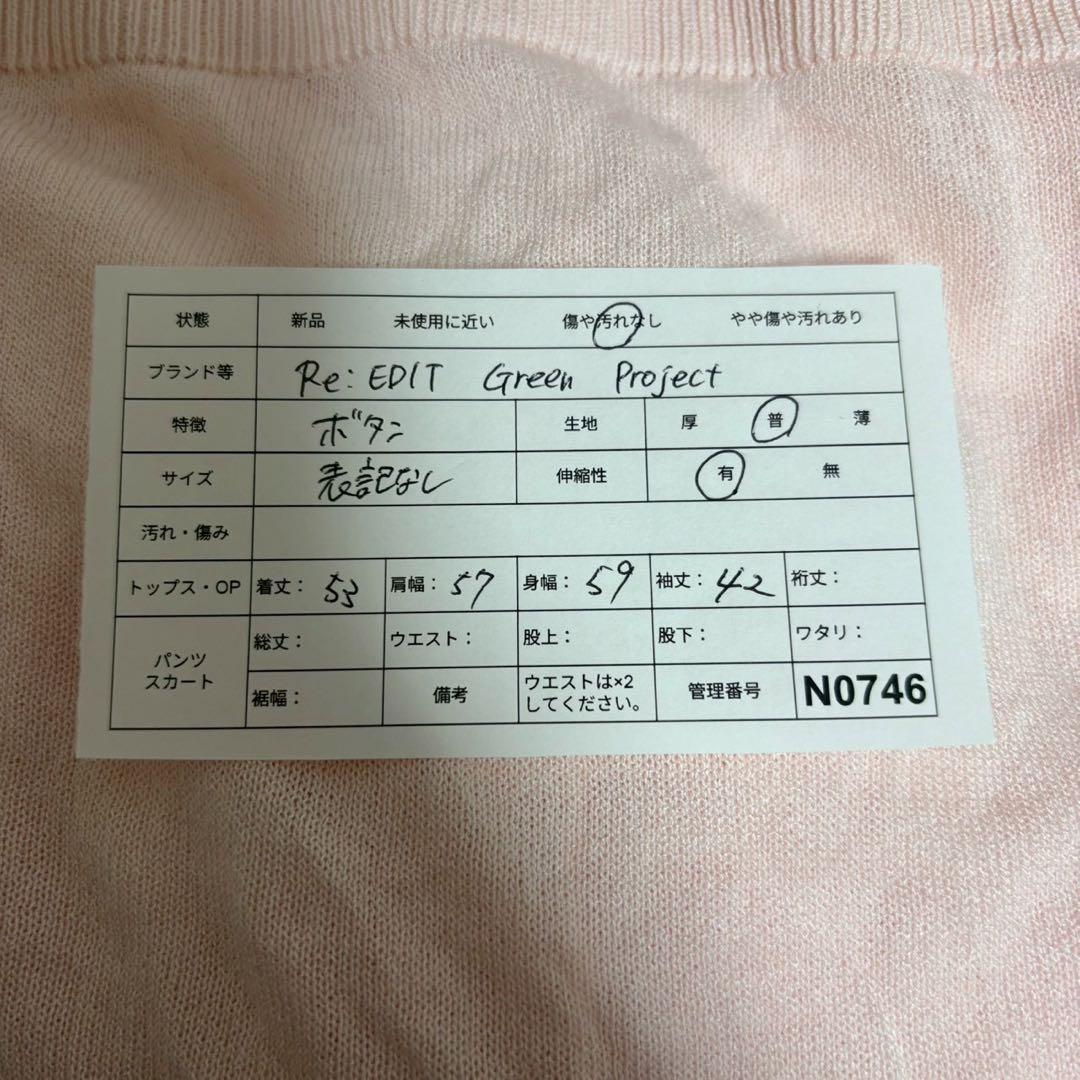 状態 新品 未使用に近い 傷や汚れなし やや傷や汚れあり
ブランド等 Re:EDIT Green Project
特徴 ボタン 生地 厚 普 薄
サイズ 表記なし 伸縮性 有 無
汚れ・傷み
トップス・OP 着丈: 53 肩幅: 57 身幅: 59 袖丈: 42 裄丈:
パンツ
スカート
総丈: ウエスト: 股上: 股下: ワタリ:
裾幅: 備考 ウエストは×2
してください。
管理番号 N0746